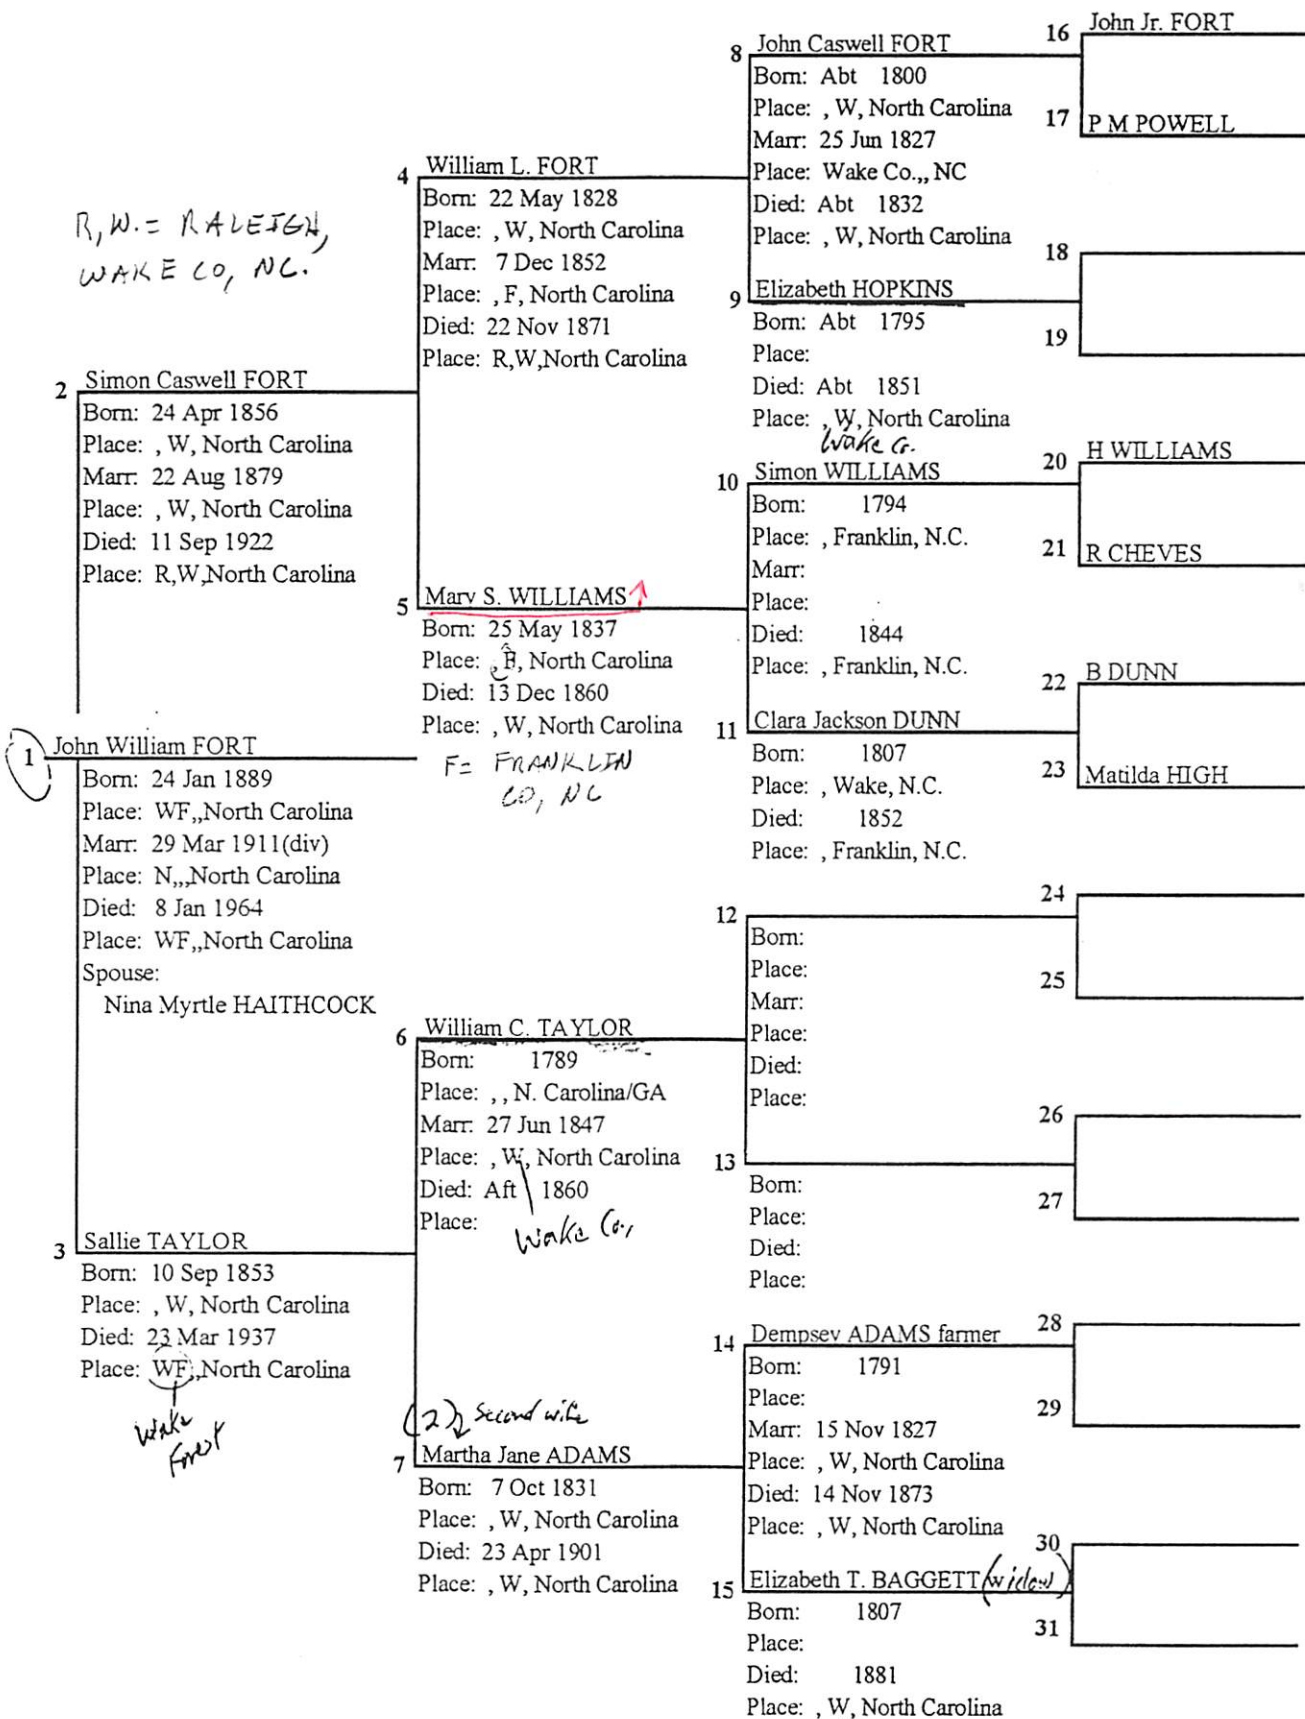 16 John Jr. FORT
17 P M POWELL
8 John Caswell FORT
Born: Abt 1800
Place: , W, North Carolina
Marr: 25 Jun 1827
Place: Wake Co.,, NC
Died: Abt 1832
Place: , W, North Carolina
18
19
9 Elizabeth HOPKINS
Born: Abt 1795
Place:
Died: Abt 1851
Place: , W, North Carolina
Wake Co.
4 William L. FORT
Born: 22 May 1828
Place: , W, North Carolina
Marr: 7 Dec 1852
Place: , F, North Carolina
Died: 22 Nov 1871
Place: R,W,North Carolina
R, W. = RALEIGH,
WAKE CO, NC.
2 Simon Caswell FORT
Born: 24 Apr 1856
Place: , W, North Carolina
Marr: 22 Aug 1879
Place: , W, North Carolina
Died: 11 Sep 1922
Place: R,W,North Carolina
20 H WILLIAMS
21 R CHEVES
10 Simon WILLIAMS
Born: 1794
Place: , Franklin, N.C.
Marr:
Place:
Died: 1844
Place: , Franklin, N.C.
5 Mary S. WILLIAMS
Born: 25 May 1837
Place: , F, North Carolina
Died: 13 Dec 1860
Place: , W, North Carolina
F= FRANKLIN
CO, NC
22 B DUNN
23 Matilda HIGH
11 Clara Jackson DUNN
Born: 1807
Place: , Wake, N.C.
Died: 1852
Place: , Franklin, N.C.
1 John William FORT
Born: 24 Jan 1889
Place: WF,,North Carolina
Marr: 29 Mar 1911(div)
Place: N,,,North Carolina
Died: 8 Jan 1964
Place: WF,,North Carolina
Spouse:
Nina Myrtle HAITHCOCK
24
25
12
Born:
Place:
Marr:
Place:
Died:
Place:
26
27
13
Born:
Place:
Died:
Place:
6 William C. TAYLOR
Born: 1789
Place: , , N. Carolina/GA
Marr: 27 Jun 1847
Place: , W, North Carolina
Died: Aft 1860
Place:
Wake Co,
3 Sallie TAYLOR
Born: 10 Sep 1853
Place: , W, North Carolina
Died: 23 Mar 1937
Place: WF,,North Carolina
Wake
Forest
28
29
14 Dempsey ADAMS farmer
Born: 1791
Place:
Marr: 15 Nov 1827
Place: , W, North Carolina
Died: 14 Nov 1873
Place: , W, North Carolina
(2) Second wife
7 Martha Jane ADAMS
Born: 7 Oct 1831
Place: , W, North Carolina
Died: 23 Apr 1901
Place: , W, North Carolina
30
31
15 Elizabeth T. BAGGETT (widow)
Born: 1807
Place:
Died: 1881
Place: , W, North Carolina